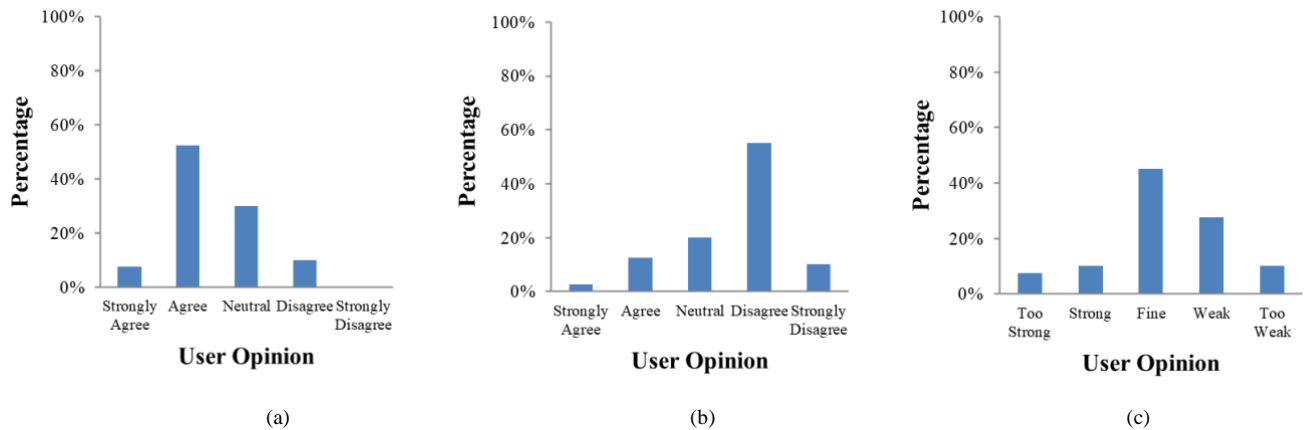 100%
80%
60%
40%
20%
0%
Percentage
Strongly Agree
Agree
Neutral
Disagree
Strongly Disagree
User Opinion
(a)
100%
80%
60%
40%
20%
0%
Percentage
Strongly Agree
Agree
Neutral
Disagree
Strongly Disagree
User Opinion
(b)
100%
80%
60%
40%
20%
0%
Percentage
Too Strong
Strong
Fine
Weak
Too Weak
User Opinion
(c)